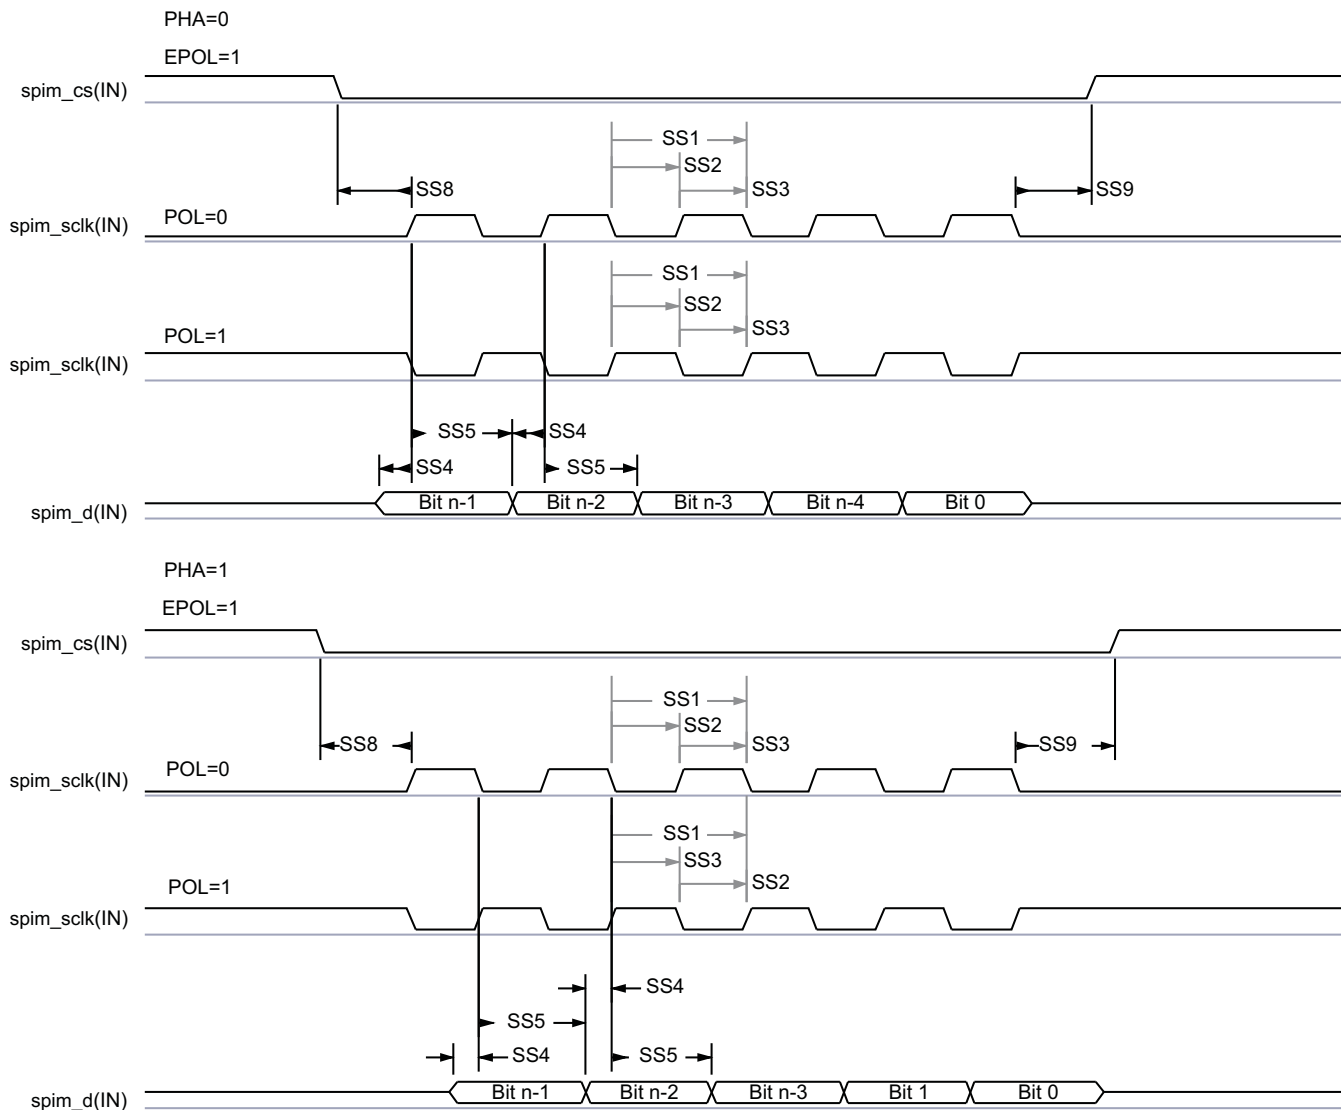 PHA=0
EPOL=1
spim_cs(IN)
SS1
SS2
SS8
SS3
SS9
POL=0
spim_sclk(IN)
SS1
SS2
SS3
POL=1
spim_sclk(IN)
SS5
SS4
SS4
SS5
Bit n-1
Bit n-2
Bit n-3
Bit n-4
Bit 0
spim_d(IN)
PHA=1
EPOL=1
spim_cs(IN)
SS1
SS2
SS8
SS3
SS9
POL=0
spim_sclk(IN)
SS1
SS3
SS2
POL=1
spim_sclk(IN)
SS4
SS5
SS4
SS5
Bit n-1
Bit n-2
Bit n-3
Bit 1
Bit 0
spim_d(IN)